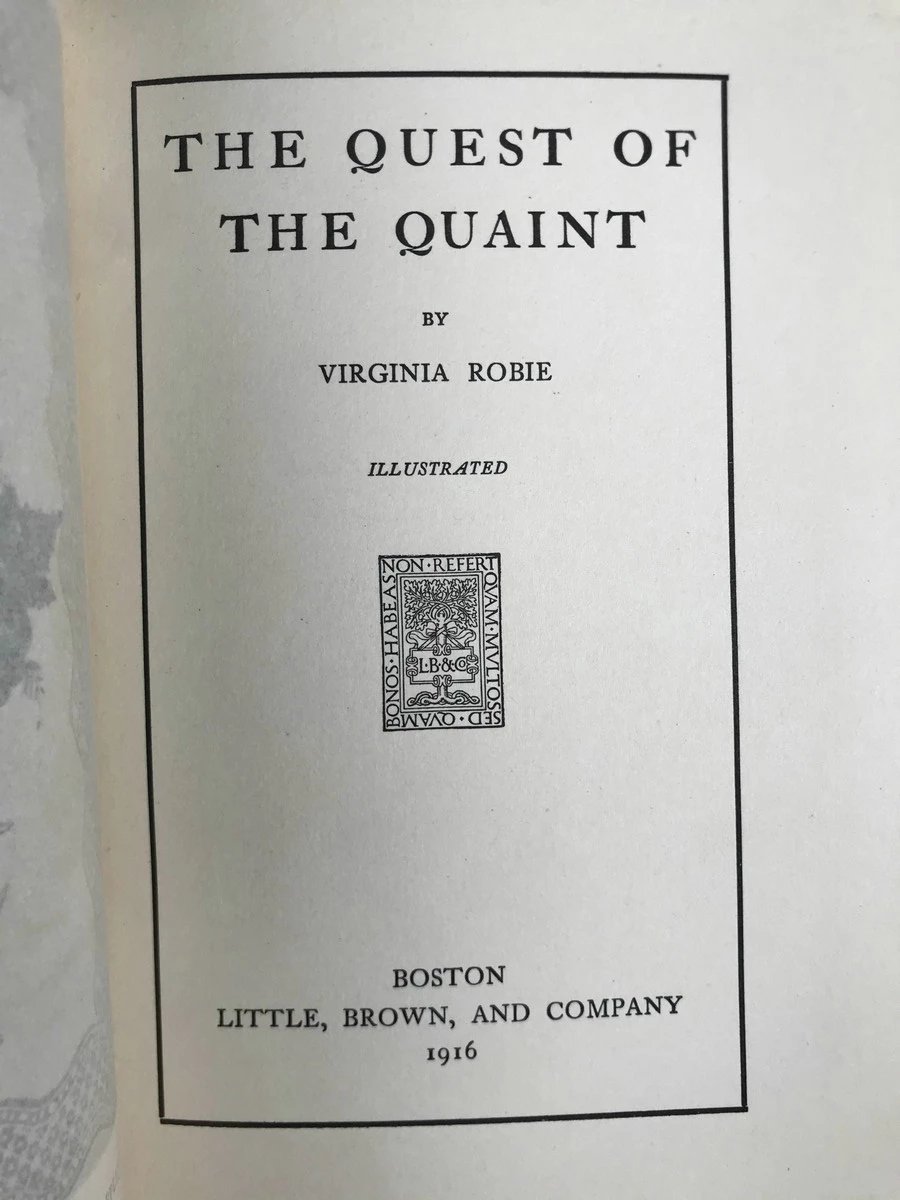 THE QUEST OF
THE QUAINT
BY
VIRGINIA ROBIE
ILLUSTRATED
NON·REFERT
QVAM·MVLTOS
SED·QVAM
BONOS·HABEAS
L·B·&Co
BOSTON
LITTLE, BROWN, AND COMPANY
1916